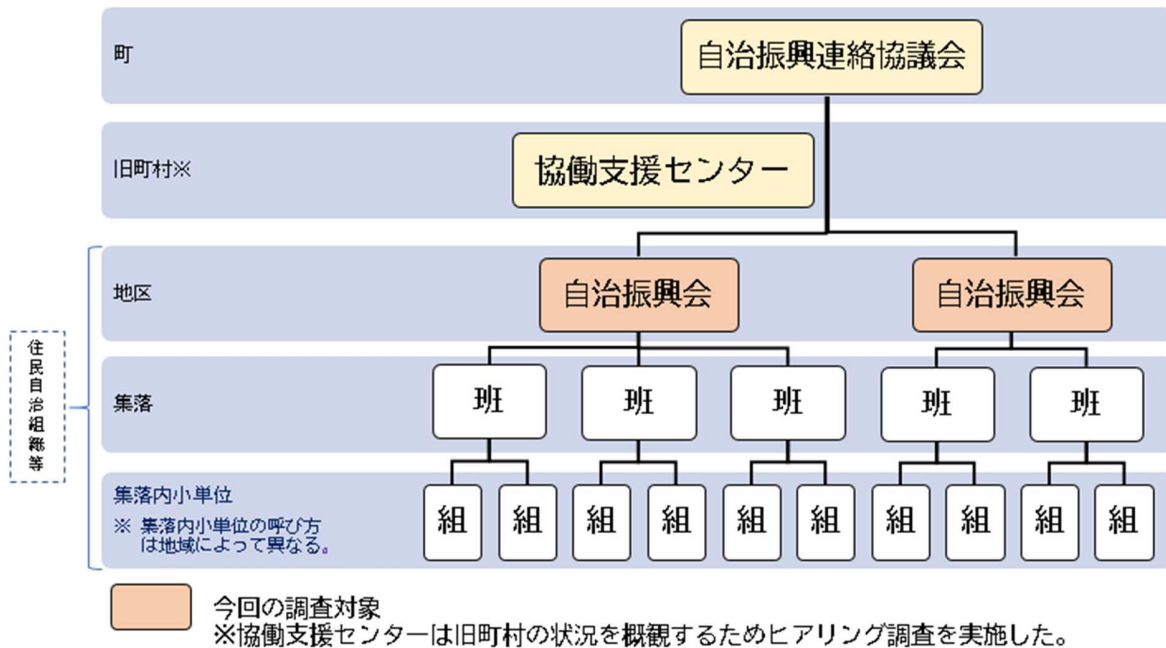 町
自治振興連絡協議会
旧町村※
協働支援センター
地区
自治振興会
自治振興会
住民自治組織等
集落
班
班
班
班
班
集落内小単位
※ 集落内小単位の呼び方
は地域によって異なる。
組
組
組
組
組
組
組
組
組
組
今回の調査対象
※協働支援センターは旧町村の状況を概観するためヒアリング調査を実施した。